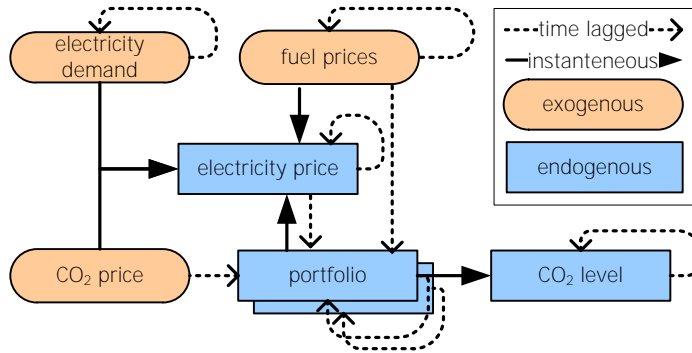 electricity
demand
fuel prices
time lagged
instanteneous
exogenous
electricity price
endogenous
CO₂ price
portfolio
CO₂ level